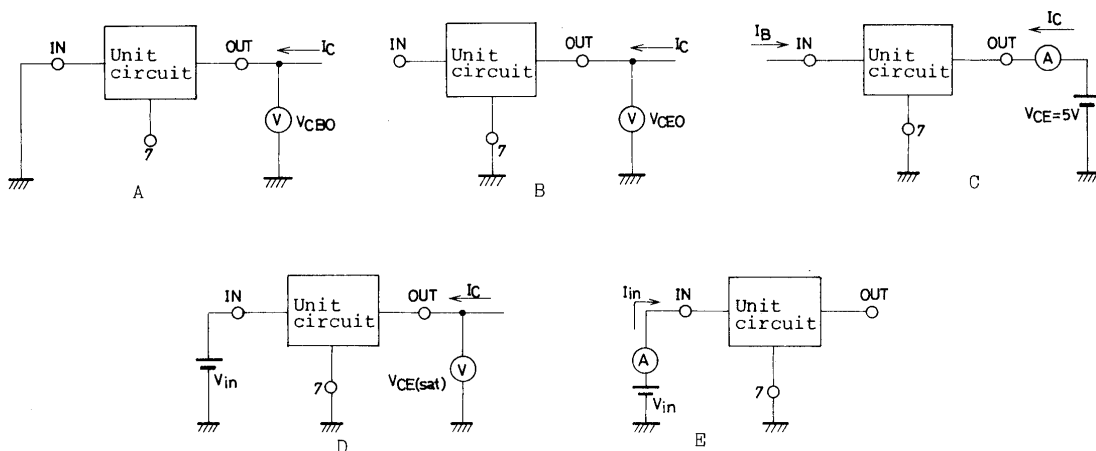 IN
Unit
circuit
OUT
IC
VCBO
V
7
A
IN
Unit
circuit
OUT
IC
V
VCEO
7
B
IB
IN
Unit
circuit
OUT
IC
A
VCE=5V
7
C
IN
Unit
circuit
OUT
IC
Vin
7
VCE(sat)
V
D
Iin
IN
Unit
circuit
OUT
A
Vin
7
E